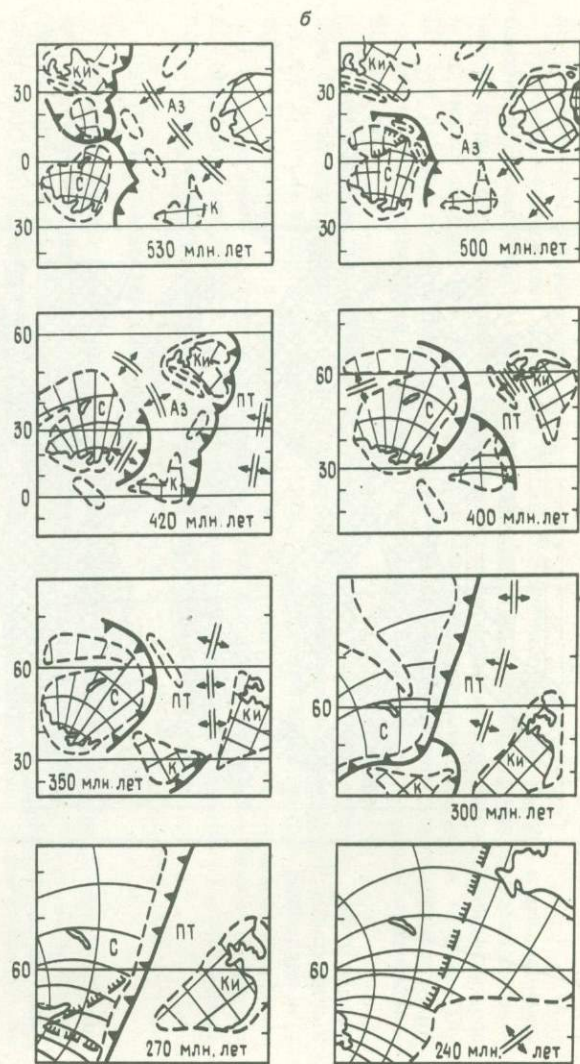 б
Ки
30
Аз
0
С
К
30
530 млн. лет
Ки
30
Аз
0
С
30
500 млн. лет
60
Ки
С
Аз
ПТ
30
К
0
420 млн. лет
60
Ки
С
ПТ
30
400 млн. лет
60
ПТ
С
Ки
30
К
350 млн. лет
ПТ
60
С
Ки
К
300 млн. лет
С
ПТ
60
Ки
270 млн. лет
60
240 млн. лет